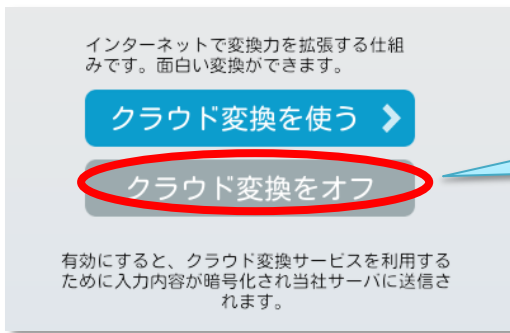 インターネットで変換力を拡張する仕組
みです。面白い変換ができます。
クラウド変換を使う
クラウド変換をオフ
有効にすると、クラウド変換サービスを利用する
ために入力内容が暗号化され当社サーバに送信さ
れます。